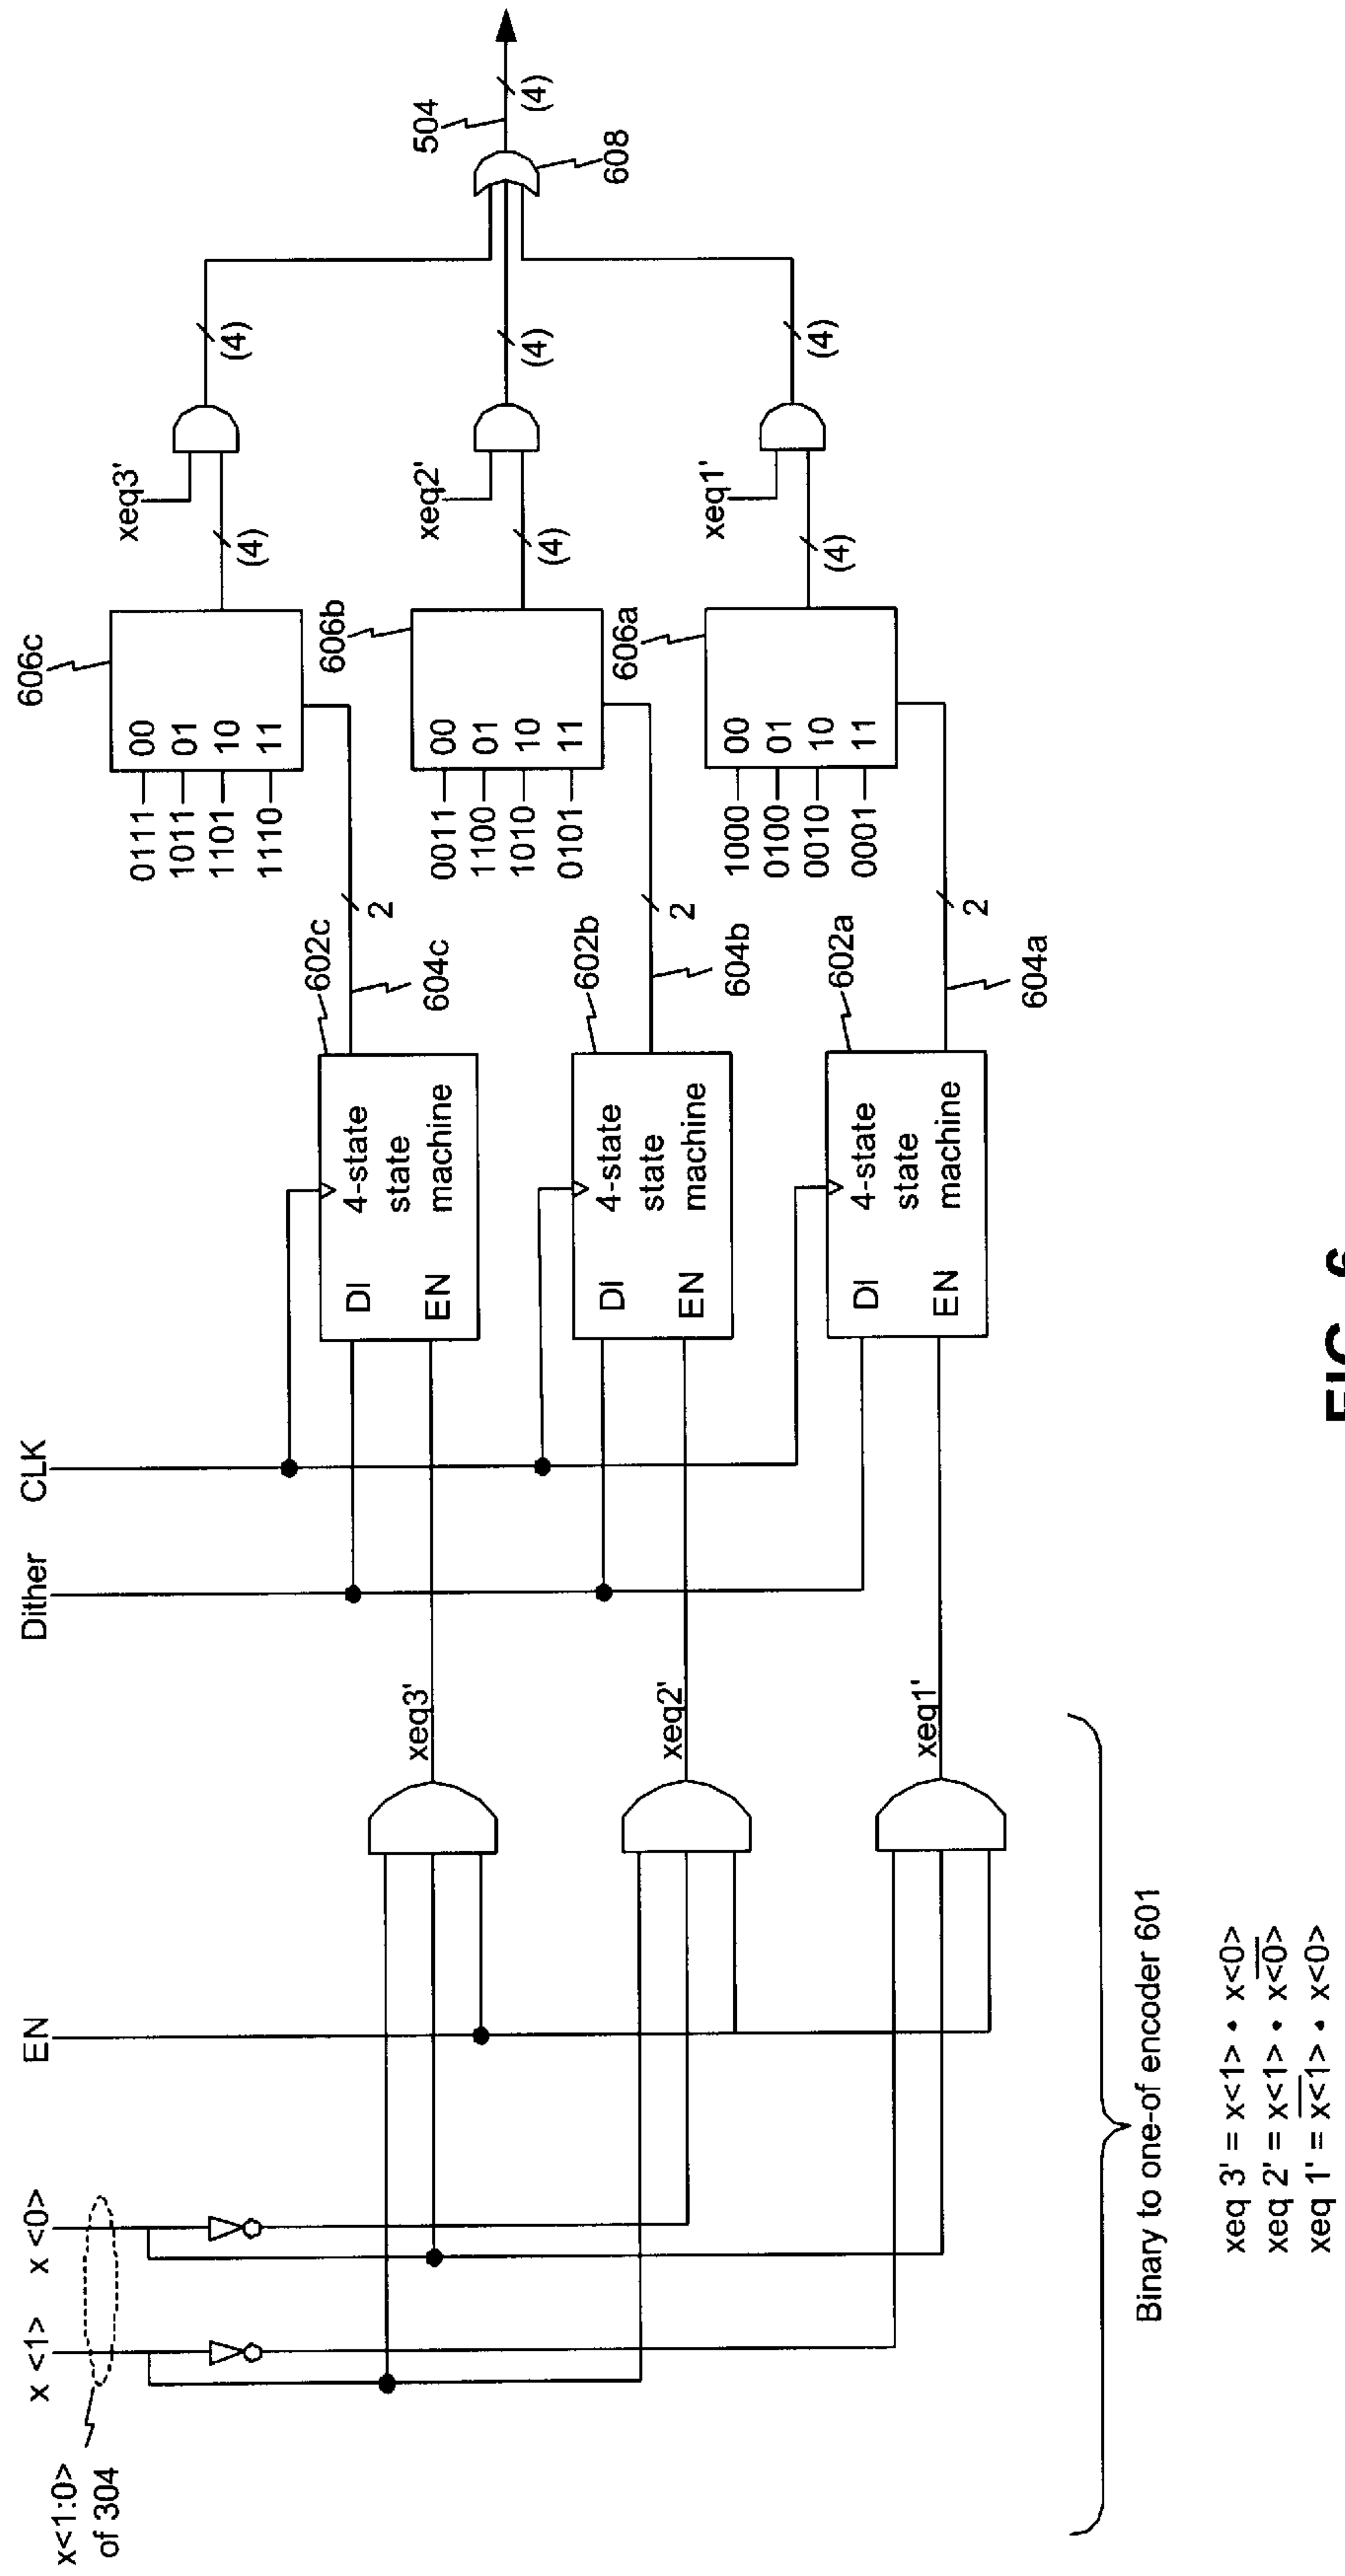 x<1:0>
of 304
x <1>
x <0>
EN
Dither
CLK
xeq3'
xeq2'
xeq1'
DI
EN
4-state
state
machine
602c
604c
2
DI
EN
4-state
state
machine
602b
604b
2
DI
EN
4-state
state
machine
602a
604a
2
0111 00
1011 01
1101 10
1110 11
606c
0011 00
1100 01
1010 10
0101 11
606b
1000 00
0100 01
0010 10
0001 11
606a
(4)
xeq3'
(4)
(4)
xeq2'
(4)
(4)
xeq1'
(4)
504
608
(4)
Binary to one-of encoder 601
xeq 3' = x<1> • x<0>
xeq 2' = x<1> • x<0>
xeq 1' = x<1> • x<0>